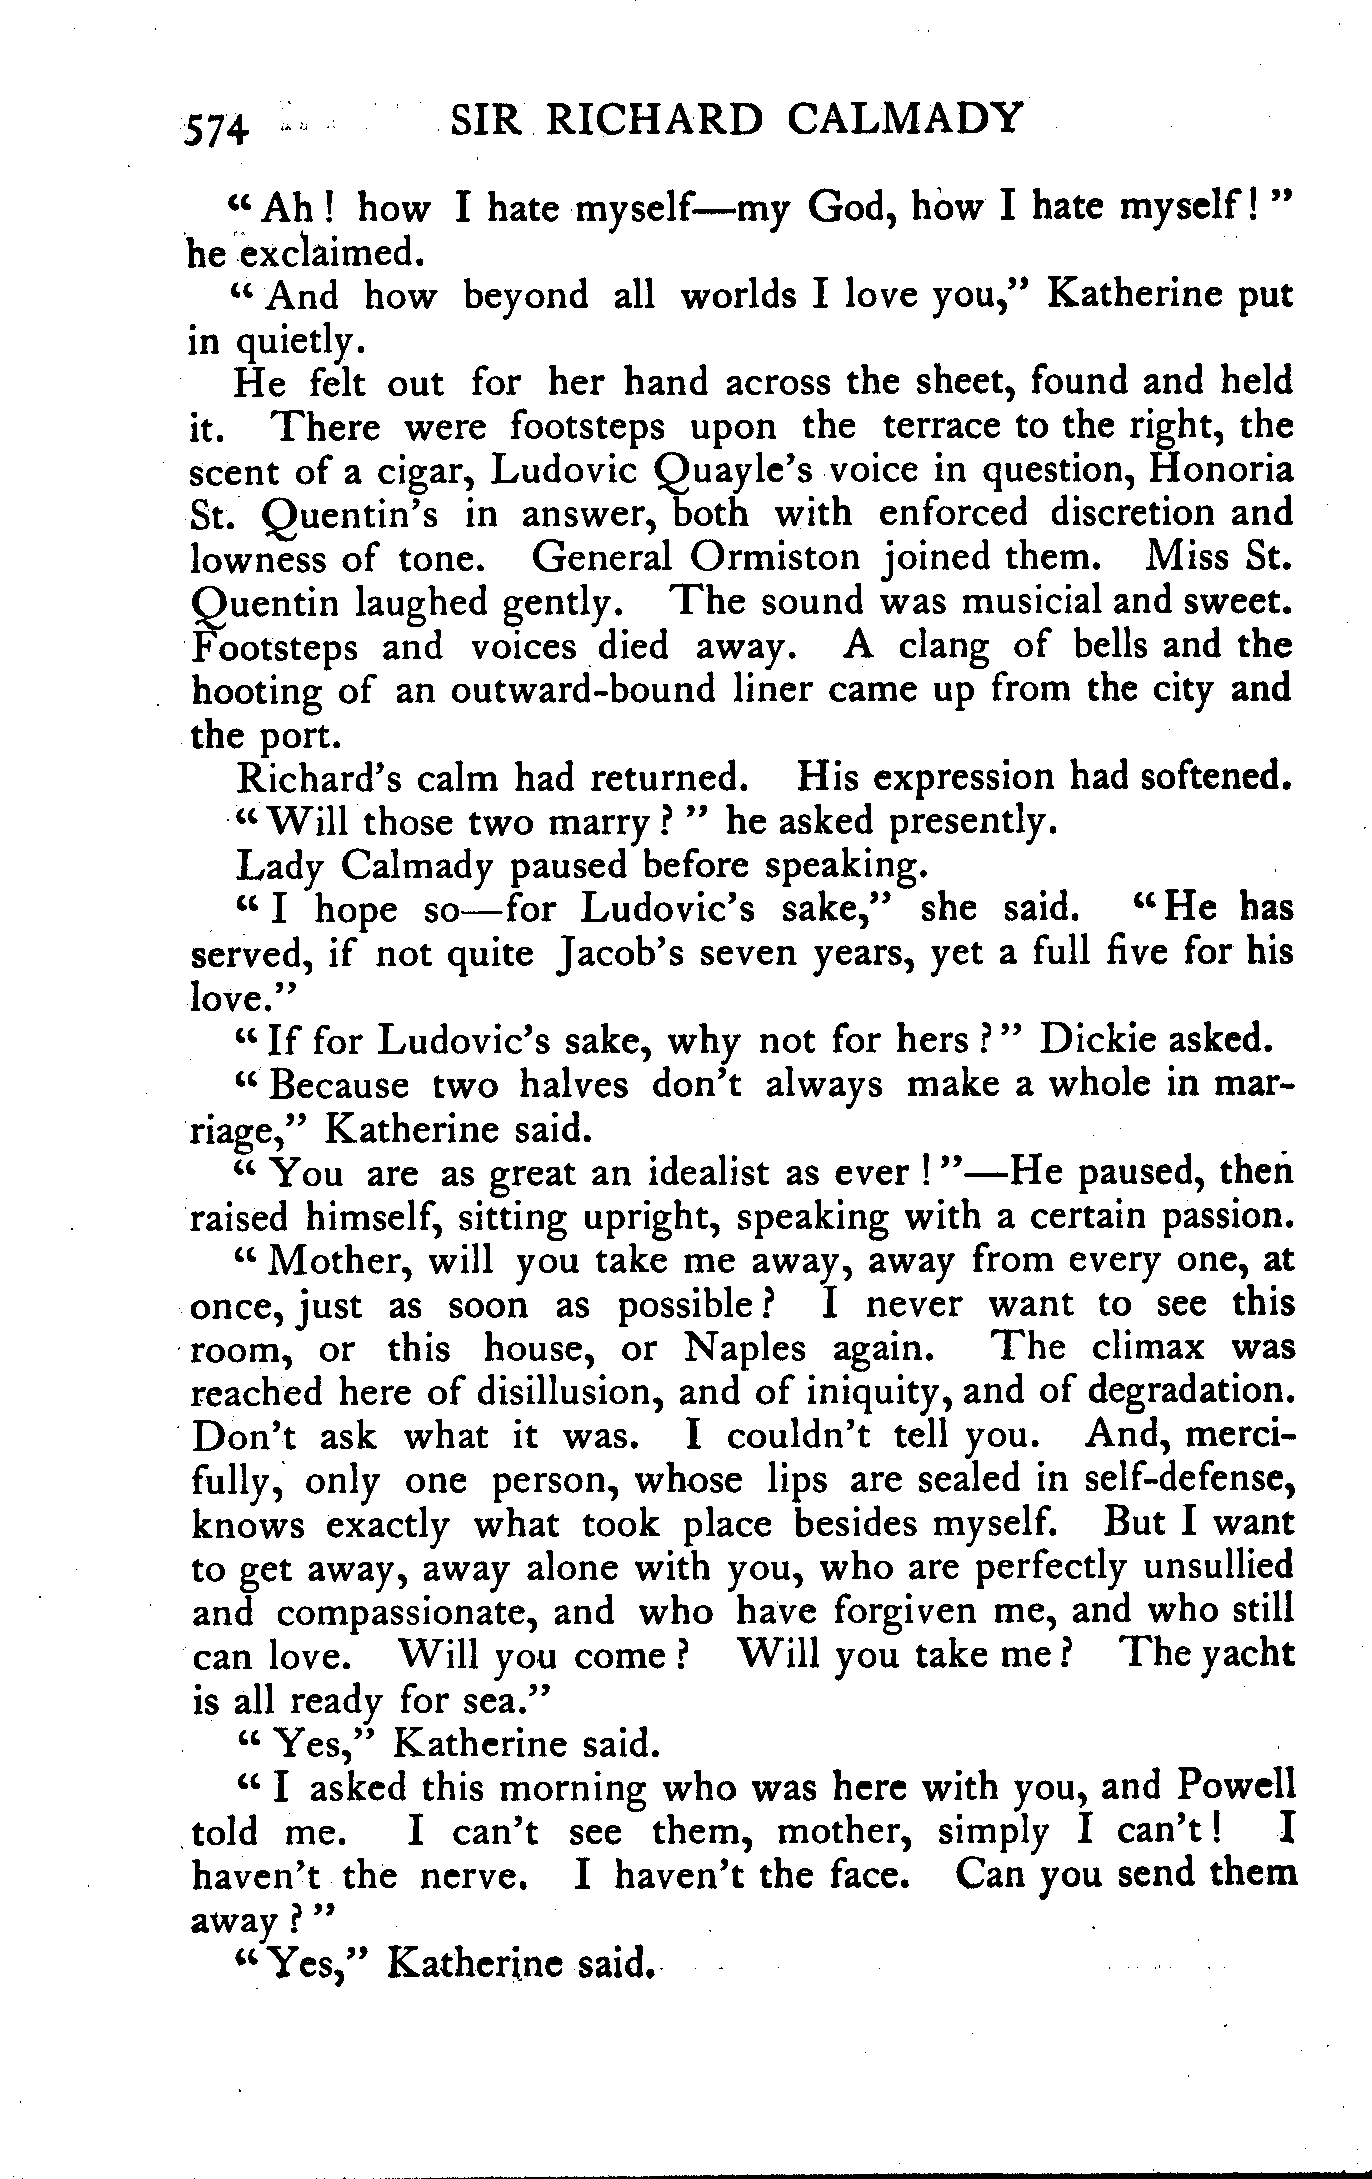 574 SIR RICHARD CALMADY
“Ah! how I hate myself—my God, how I hate myself!”
he exclaimed.
“And how beyond all worlds I love you,” Katherine put
in quietly.
He felt out for her hand across the sheet, found and held
it. There were footsteps upon the terrace to the right, the
scent of a cigar, Ludovic Quayle’s voice in question, Honoria
St. Quentin’s in answer, both with enforced discretion and
lowness of tone. General Ormiston joined them. Miss St.
Quentin laughed gently. The sound was musicial and sweet.
Footsteps and voices died away. A clang of bells and the
hooting of an outward-bound liner came up from the city and
the port.
Richard’s calm had returned. His expression had softened.
“Will those two marry?” he asked presently.
Lady Calmady paused before speaking.
“I hope so—for Ludovic’s sake,” she said. “He has
served, if not quite Jacob’s seven years, yet a full five for his
love.”
“If for Ludovic’s sake, why not for hers?” Dickie asked.
“Because two halves don’t always make a whole in mar-
riage,” Katherine said.
“You are as great an idealist as ever!”—He paused, then
raised himself, sitting upright, speaking with a certain passion.
“Mother, will you take me away, away from every one, at
once, just as soon as possible? I never want to see this
room, or this house, or Naples again. The climax was
reached here of disillusion, and of iniquity, and of degradation.
Don’t ask what it was. I couldn’t tell you. And, merci-
fully, only one person, whose lips are sealed in self-defense,
knows exactly what took place besides myself. But I want
to get away, away alone with you, who are perfectly unsullied
and compassionate, and who have forgiven me, and who still
can love. Will you come? Will you take me? The yacht
is all ready for sea.”
“Yes,” Katherine said.
“I asked this morning who was here with you, and Powell
told me. I can’t see them, mother, simply I can’t! I
haven’t the nerve. I haven’t the face. Can you send them
away?”
“Yes,” Katherine said.